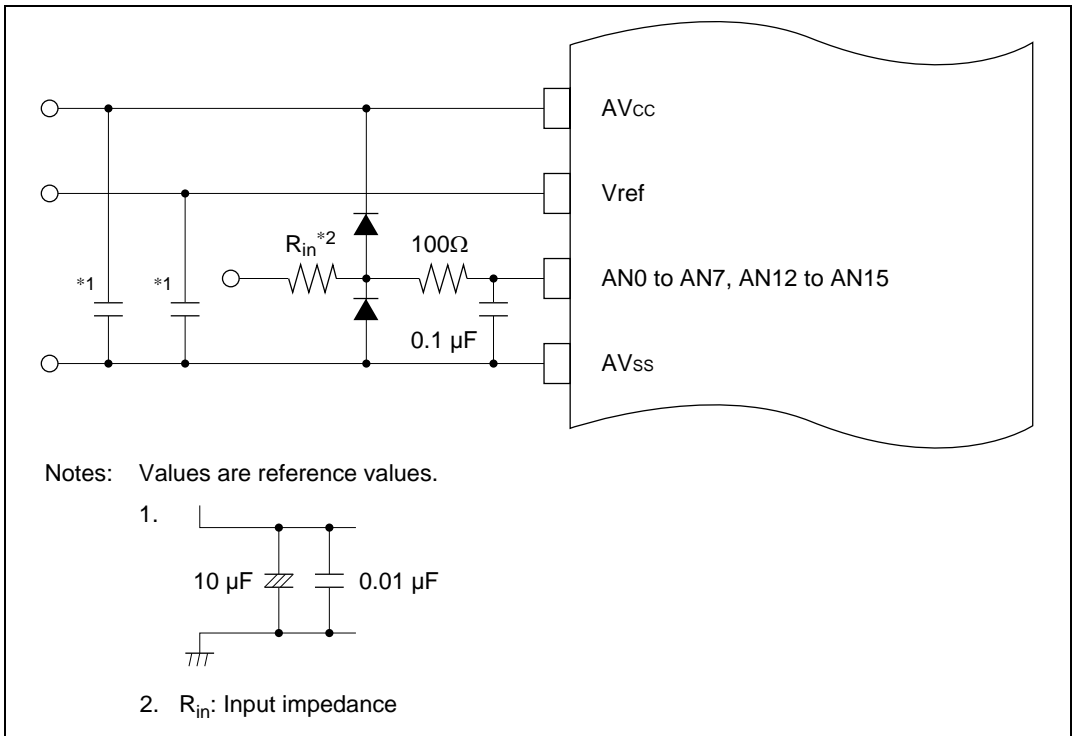 AVcc
Vref
Rin*2
100Ω
*1
*1
AN0 to AN7, AN12 to AN15
0.1 µF
AVss
Notes: Values are reference values.
1.
10 µF
0.01 µF
2. Rin: Input impedance